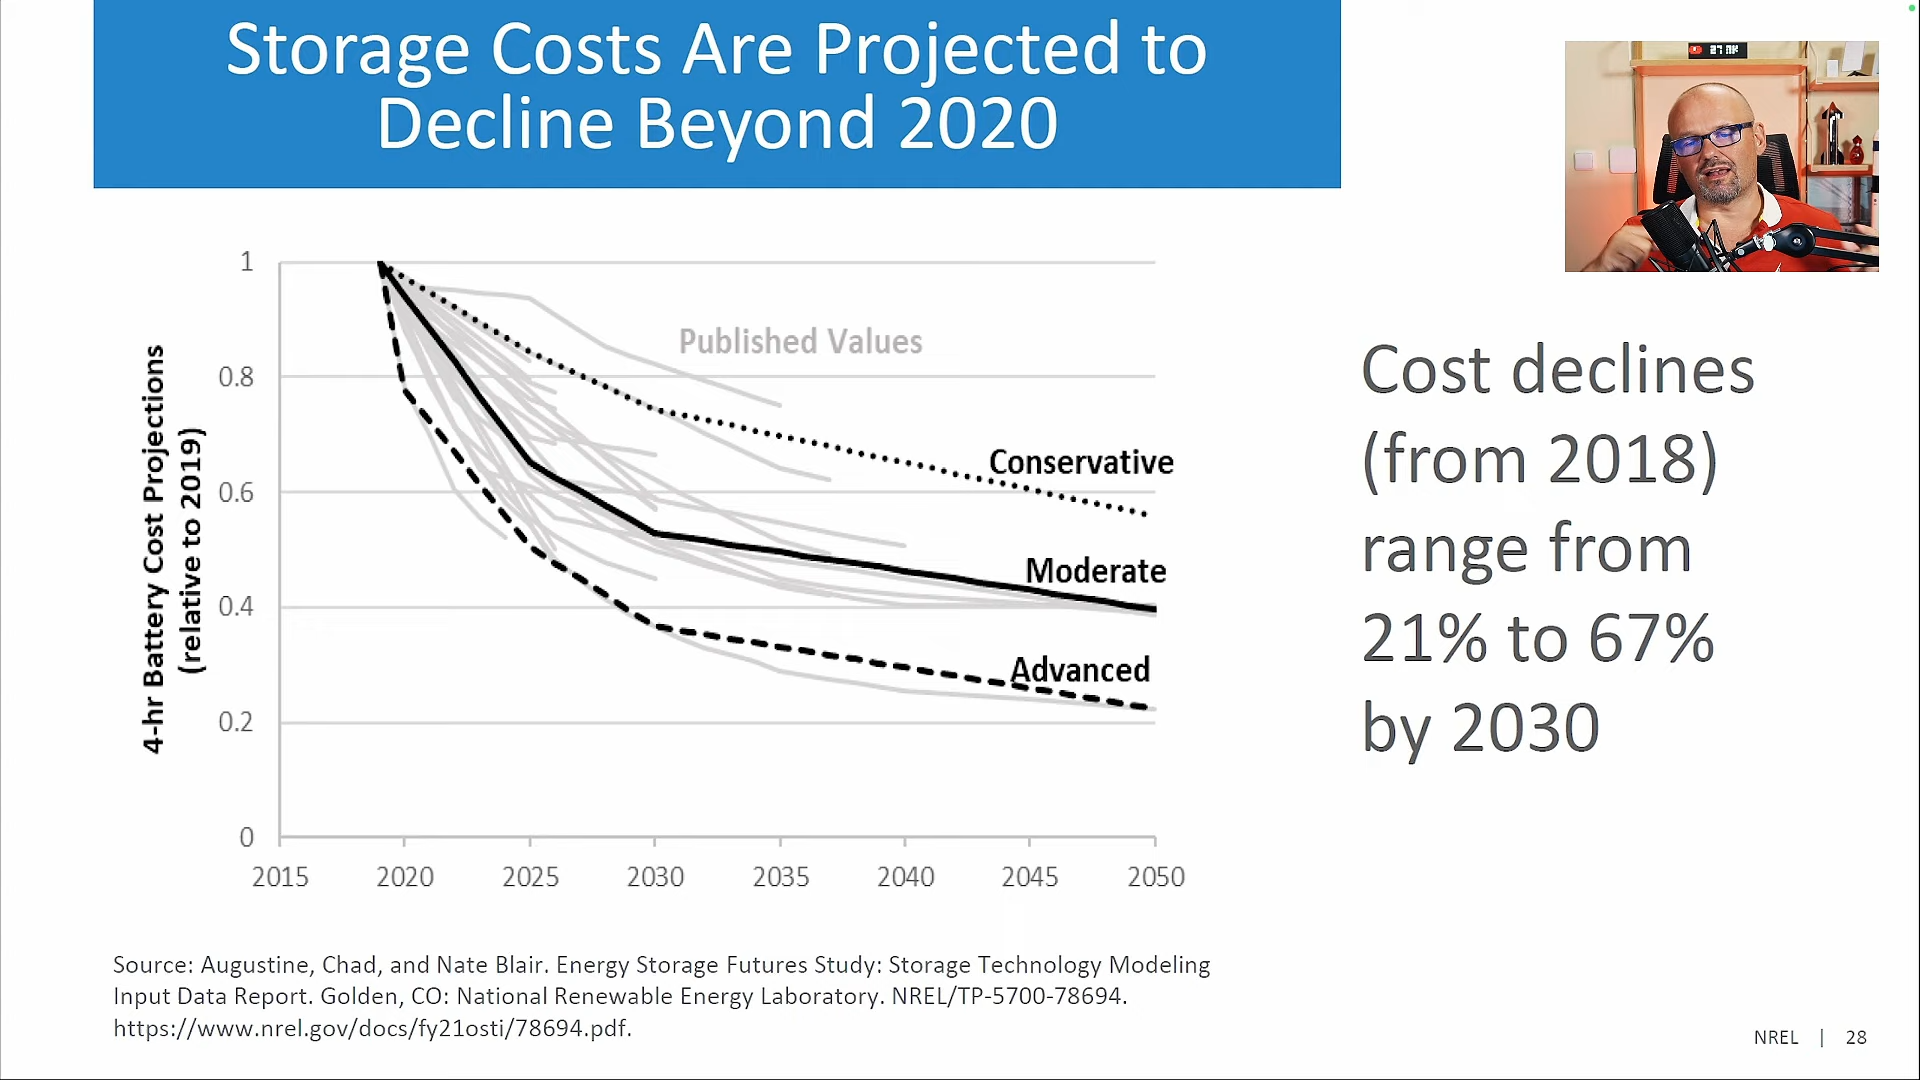 Storage Costs Are Projected to
Decline Beyond 2020
1
0.8
0.6
0.4
0.2
0
4-hr Battery Cost Projections
(relative to 2019)
Published Values
Conservative
Moderate
Advanced
2015 2020 2025 2030 2035 2040 2045 2050
Cost declines
(from 2018)
range from
21% to 67%
by 2030
Source: Augustine, Chad, and Nate Blair. Energy Storage Futures Study: Storage Technology Modeling
Input Data Report. Golden, CO: National Renewable Energy Laboratory. NREL/TP-5700-78694.
https://www.nrel.gov/docs/fy21osti/78694.pdf.
NREL | 28